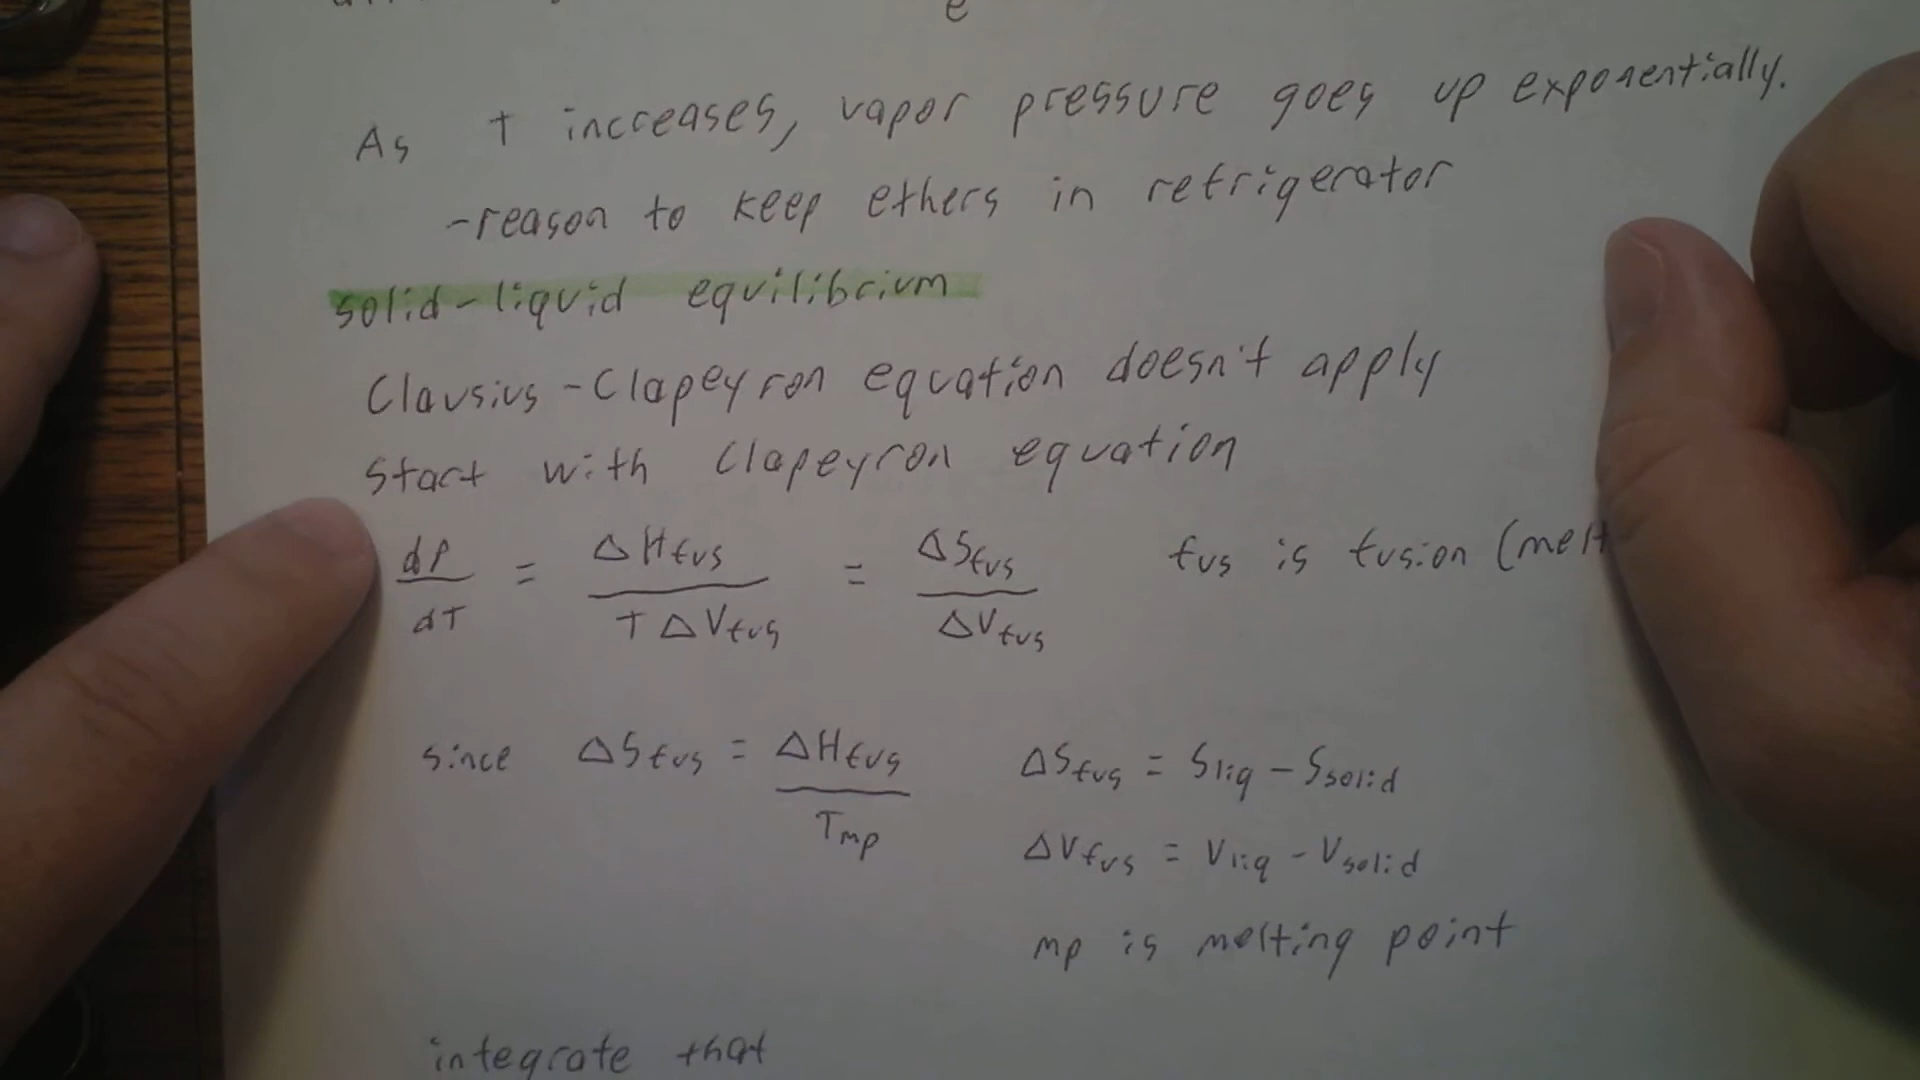 e
As T increases, vapor pressure goes up exponentially.
-reason to keep ethers in refrigerator
solid-liquid equilibrium
Clausius-Clapeyron equation doesn't apply
Start with Clapeyron equation
dP/dT = ΔHfus/TΔVfus = ΔSfus/ΔVfus fus is fusion (melt
since ΔSfus = ΔHfus/Tmp ΔSfus = Sliq - Ssolid
ΔVfus = Vliq - Vsolid
mp is melting point
integrate that